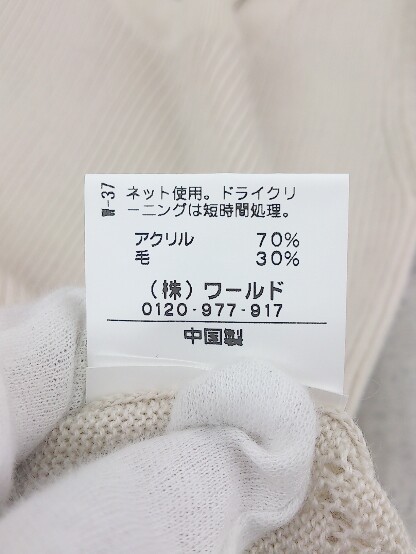 W-37
ネット使用。ドライクリ
ーニングは短時間処理。
アクリル 70%
毛 30%
(株)ワールド
0120-977-917
中国製